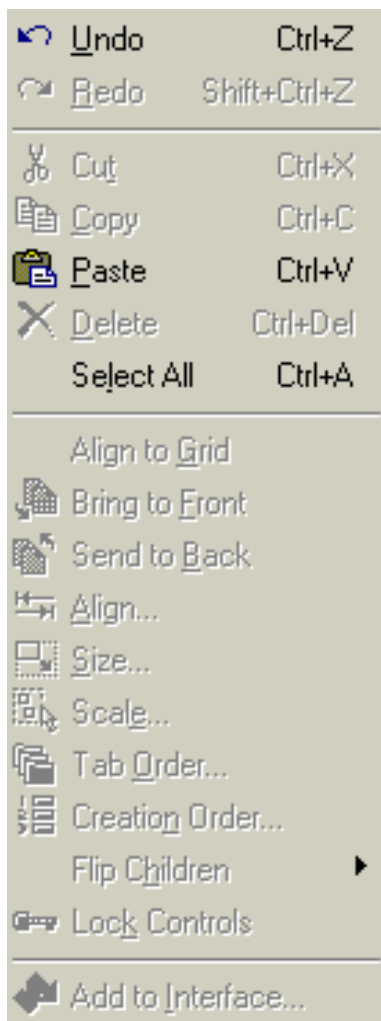 Undo Ctrl+Z
Redo Shift+Ctrl+Z
Cut Ctrl+X
Copy Ctrl+C
Paste Ctrl+V
Delete Ctrl+Del
Select All Ctrl+A
Align to Grid
Bring to Front
Send to Back
Align...
Size...
Scale...
Tab Order...
Creation Order...
Flip Children
Lock Controls
Add to Interface...